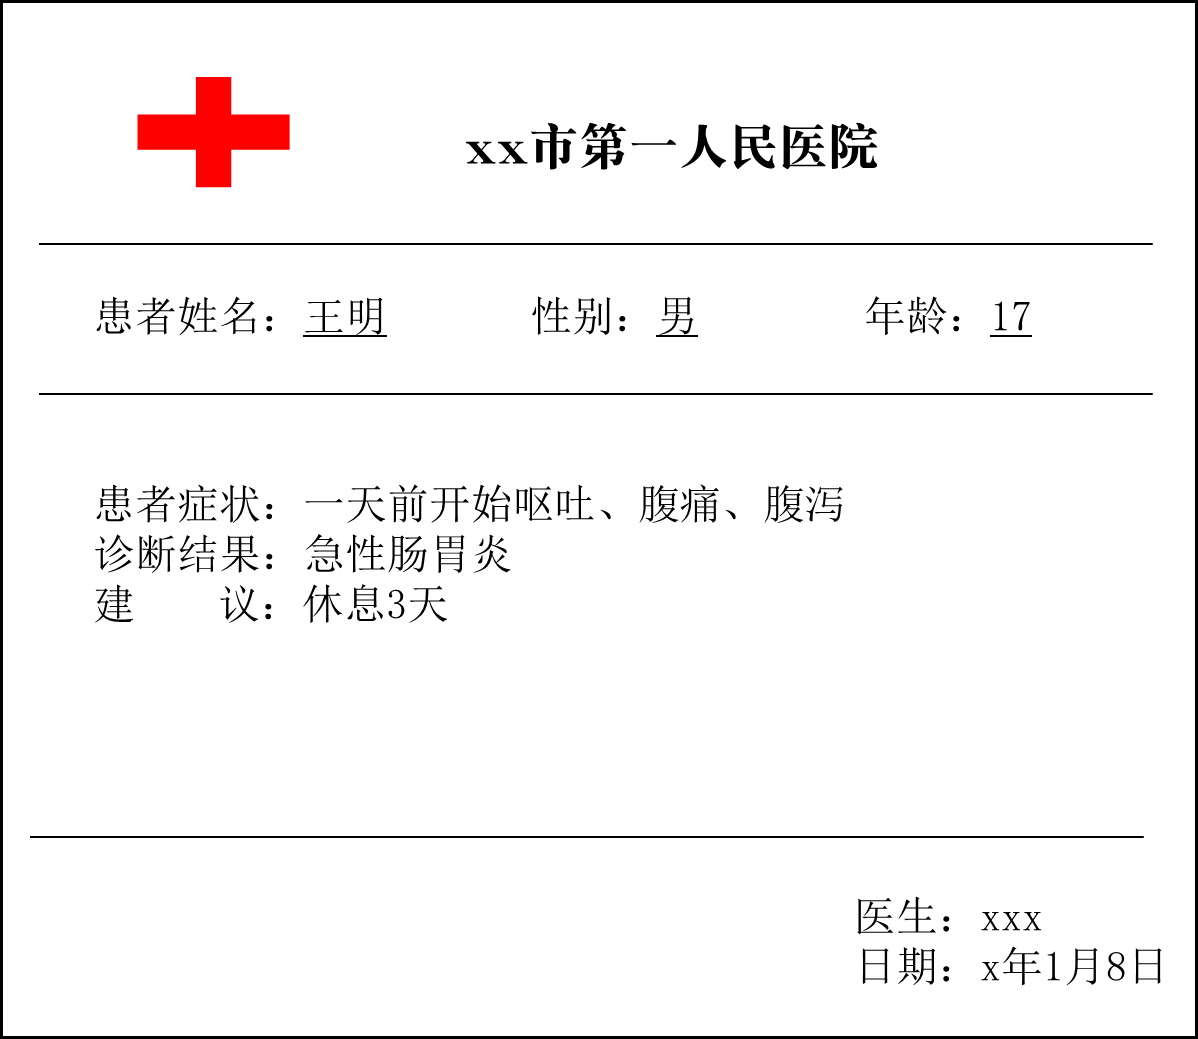 xx市第一人民医院
患者姓名：王明 性别：男 年龄：17
患者症状：一天前开始呕吐、腹痛、腹泻
诊断结果：急性肠胃炎
建 议：休息3天
医生：xxx
日期：x年1月8日